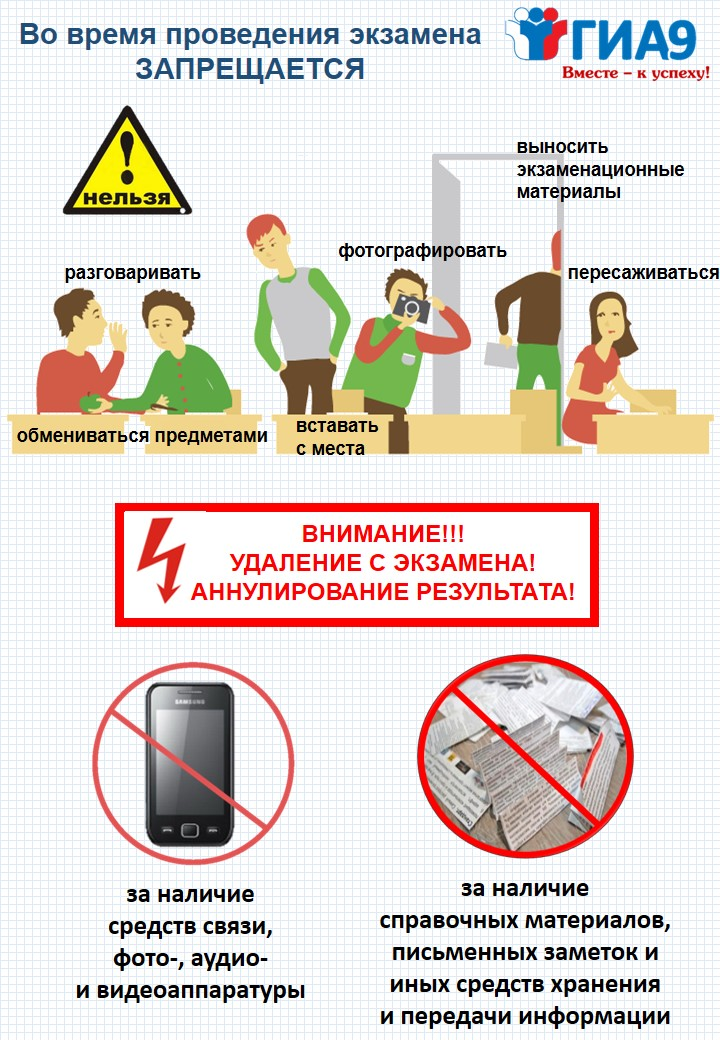 Во время проведения экзамена
ЗАПРЕЩАЕТСЯ
ГИА9
Вместе – к успеху!
нельзя
выносить
экзаменационные
материалы
фотографировать
разговаривать
пересаживаться
обмениваться предметами
вставать
с места
ВНИМАНИЕ!!!
УДАЛЕНИЕ С ЭКЗАМЕНА!
АННУЛИРОВАНИЕ РЕЗУЛЬТАТА!
SAMSUNG
за наличие
средств связи,
фото-, аудио-
и видеоаппаратуры
за наличие
справочных материалов,
письменных заметок и
иных средств хранения
и передачи информации